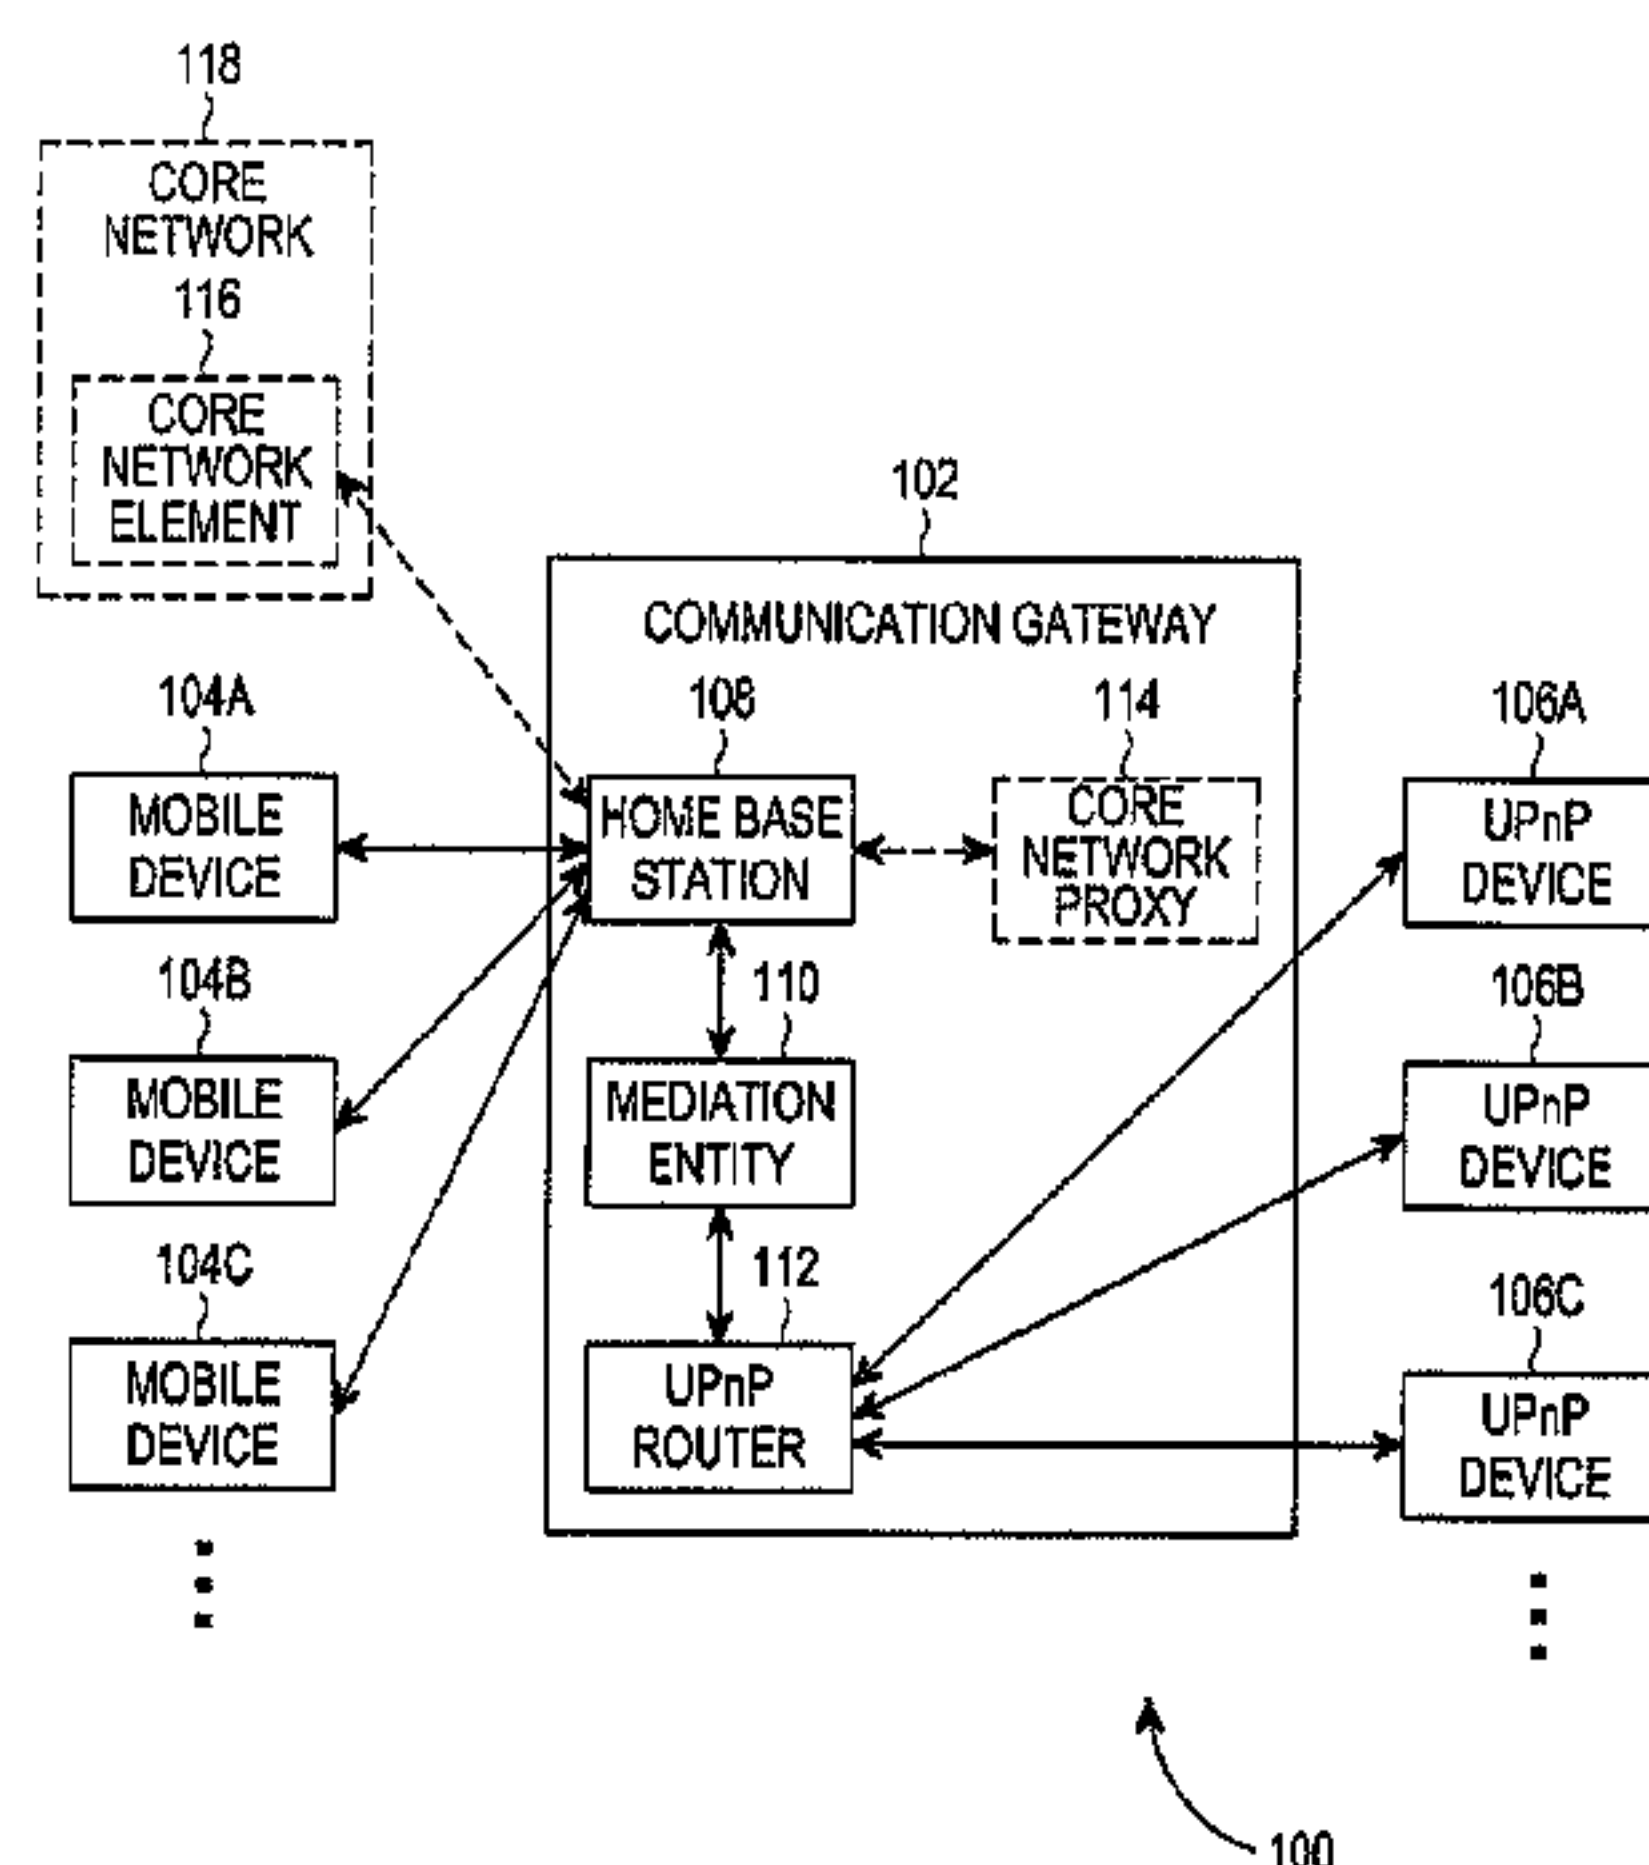 118
CORE
NETWORK
116
CORE
NETWORK
ELEMENT
102
COMMUNICATION GATEWAY
104A
MOBILE
DEVICE
108
HOME BASE
STATION
114
CORE
NETWORK
PROXY
106A
UPnP
DEVICE
104B
MOBILE
DEVICE
110
MEDIATION
ENTITY
106B
UPnP
DEVICE
104C
MOBILE
DEVICE
112
UPnP
ROUTER
106C
UPnP
DEVICE
100